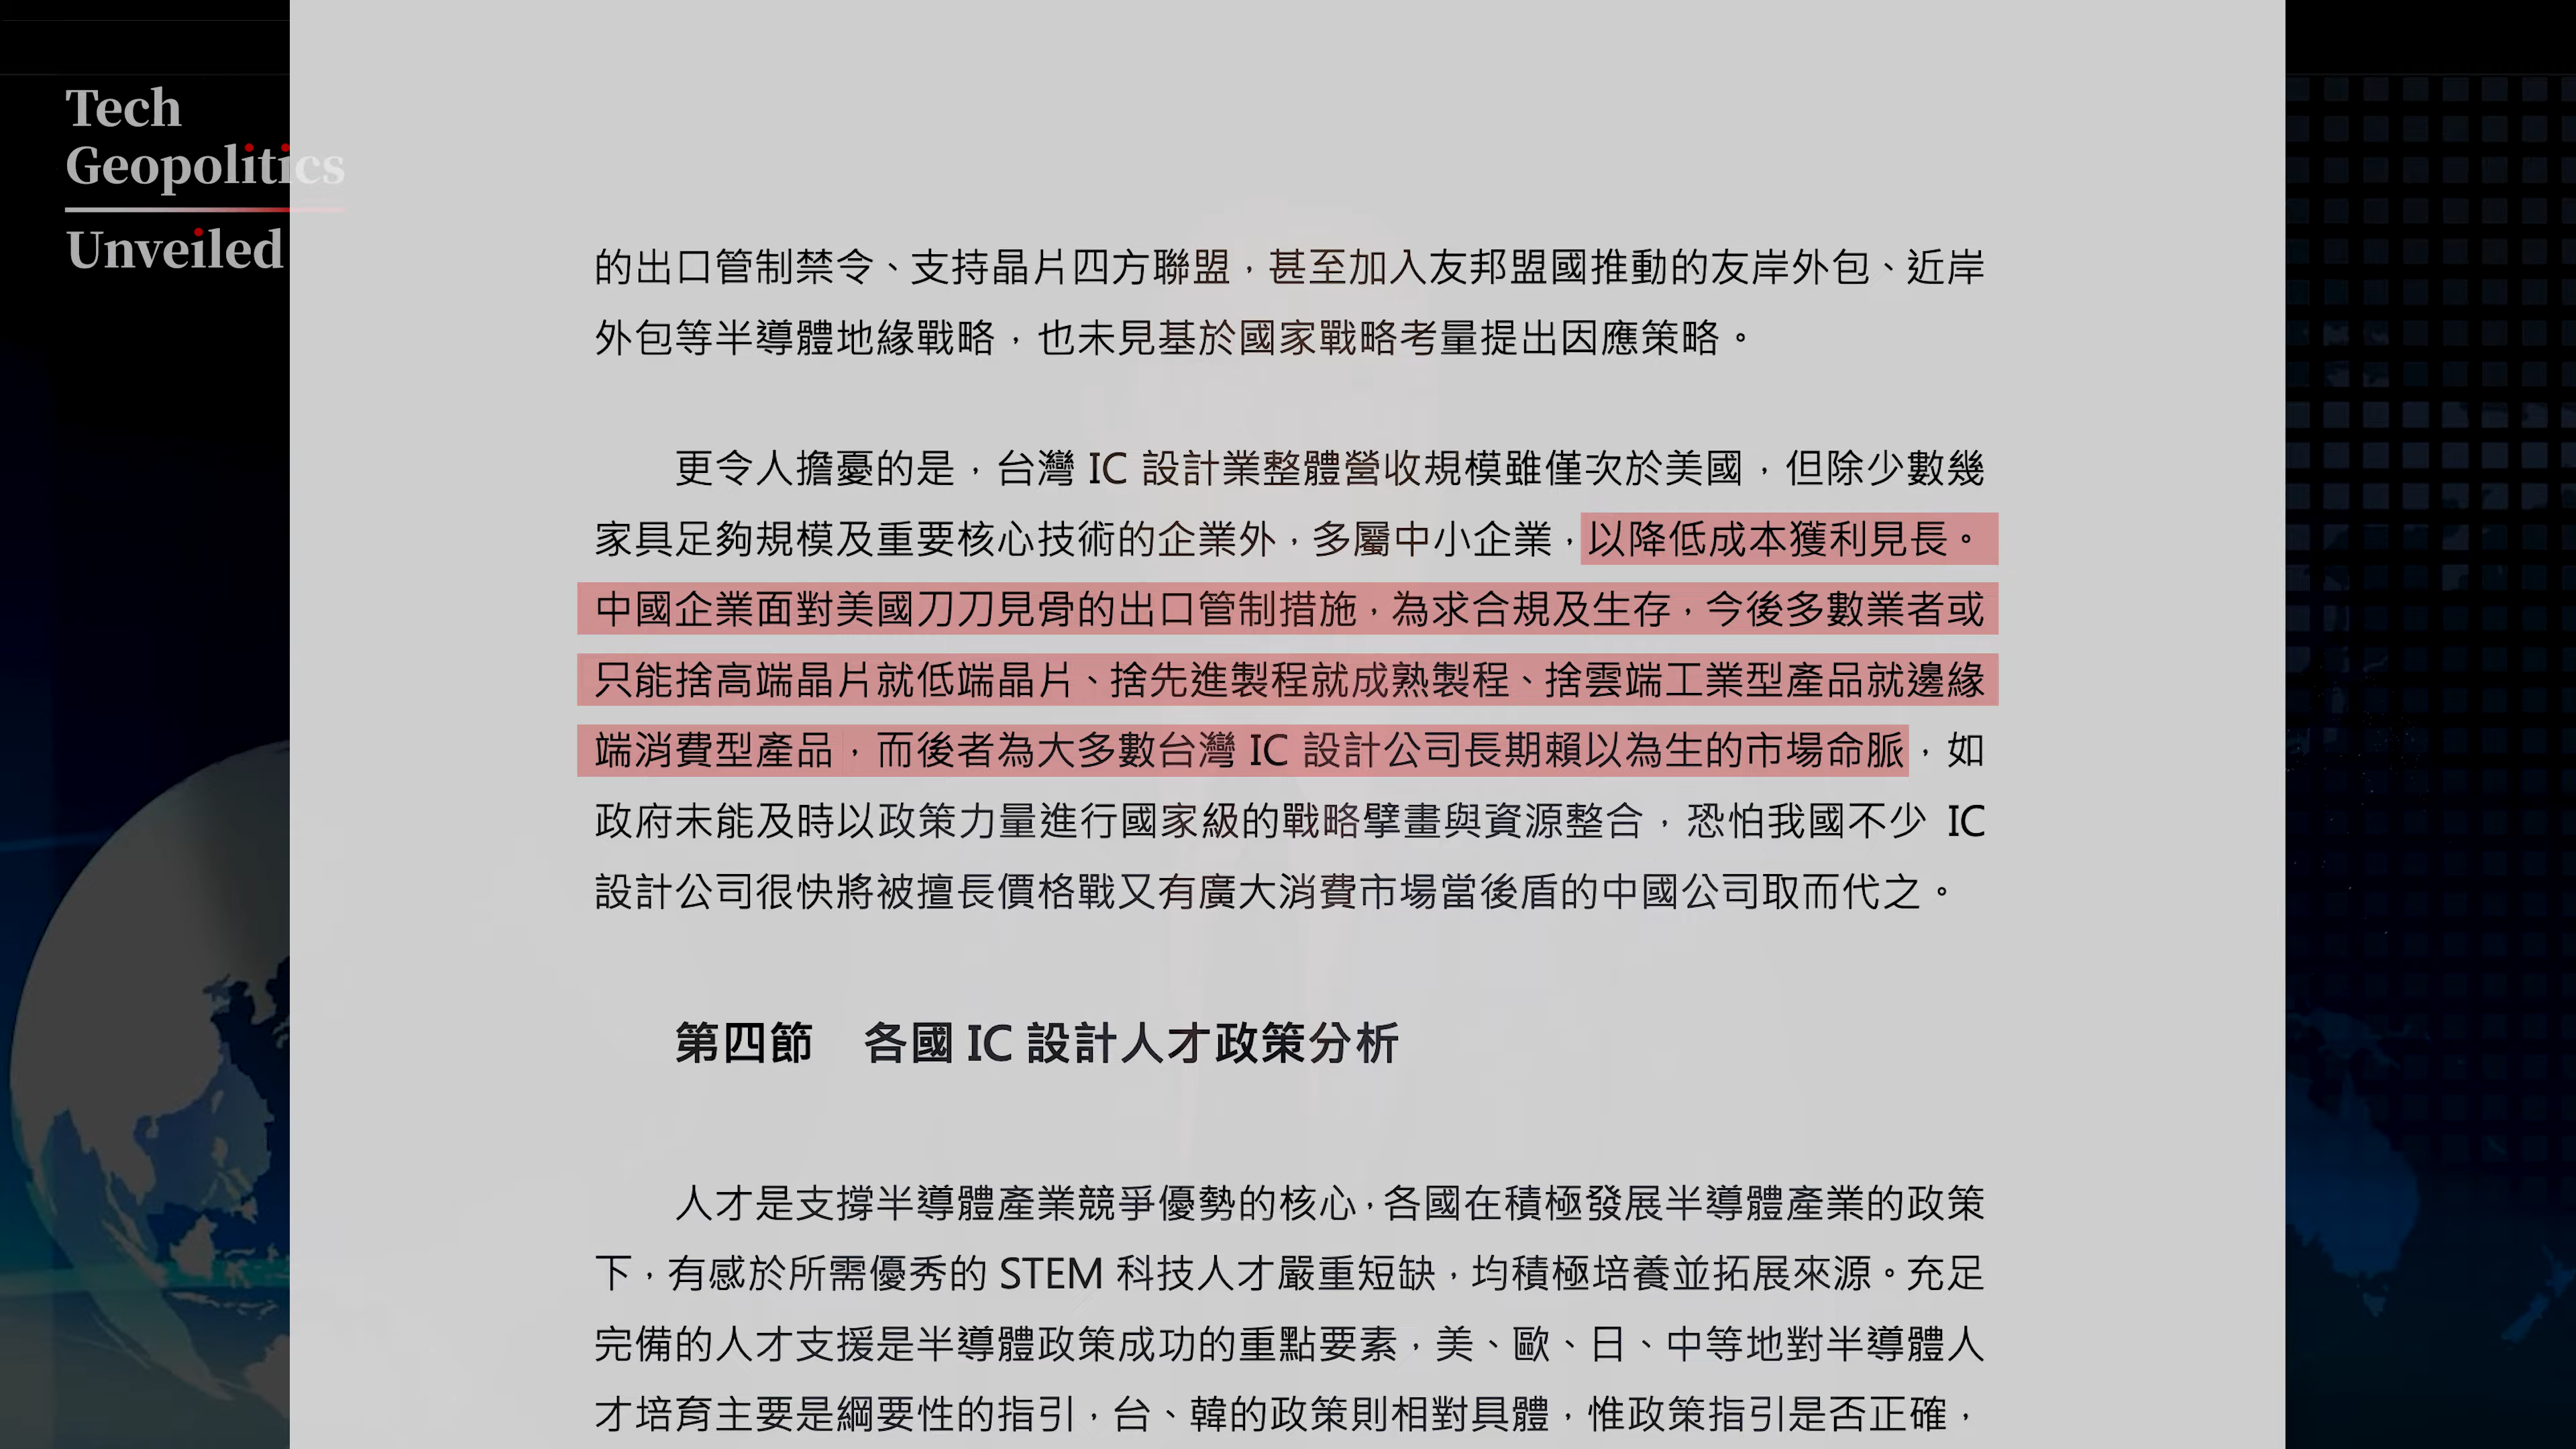 Tech
Geopolitics
Unveiled
的出口管制禁令、支持晶片四方聯盟，甚至加入友邦盟國推動的友岸外包、近岸
外包等半導體地緣戰略，也未見基於國家戰略考量提出因應策略。
更令人擔憂的是，台灣 IC 設計業整體營收規模雖僅次於美國，但除少數幾
家具足夠規模及重要核心技術的企業外，多屬中小企業，以降低成本獲利見長。
中國企業面對美國刀刀見骨的出口管制措施，為求合規及生存，今後多數業者或
只能捨高端晶片就低端晶片、捨先進製程就成熟製程、捨雲端工業型產品就邊緣
端消費型產品，而後者為大多數台灣 IC 設計公司長期賴以為生的市場命脈，如
政府未能及時以政策力量進行國家級的戰略擘畫與資源整合，恐怕我國不少 IC
設計公司很快將被擅長價格戰又有廣大消費市場當後盾的中國公司取而代之。
第四節　各國 IC 設計人才政策分析
人才是支撐半導體產業競爭優勢的核心，各國在積極發展半導體產業的政策
下，有感於所需優秀的 STEM 科技人才嚴重短缺，均積極培養並拓展來源。充足
完備的人才支援是半導體政策成功的重點要素，美、歐、日、中等地對半導體人
才培育主要是綱要性的指引，台、韓的政策則相對具體，惟政策指引是否正確，